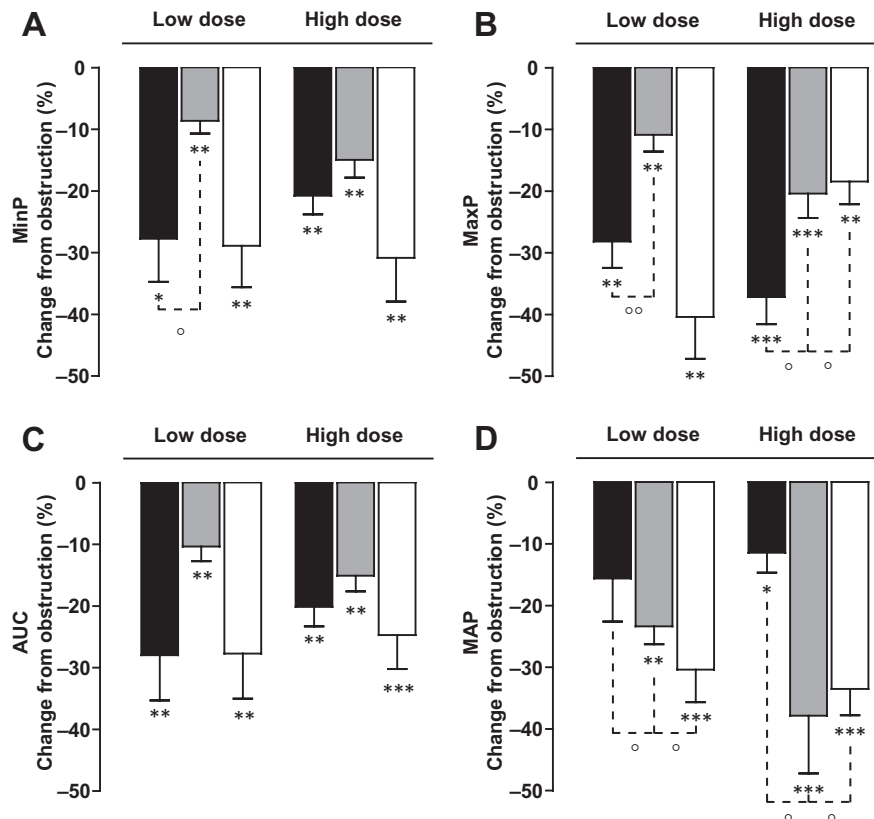 A
Low dose
High dose
MinP
Change from obstruction (%)
0
–10
–20
–30
–40
–50
*
**
**
**
**
**
°
B
Low dose
High dose
MaxP
Change from obstruction (%)
0
–10
–20
–30
–40
–50
**
**
**
***
***
**
°°
°
°
C
Low dose
High dose
AUC
Change from obstruction (%)
0
–10
–20
–30
–40
–50
**
**
**
**
**
***
D
Low dose
High dose
MAP
Change from obstruction (%)
0
–10
–20
–30
–40
–50
**
***
*
***
***
°
°
°
°